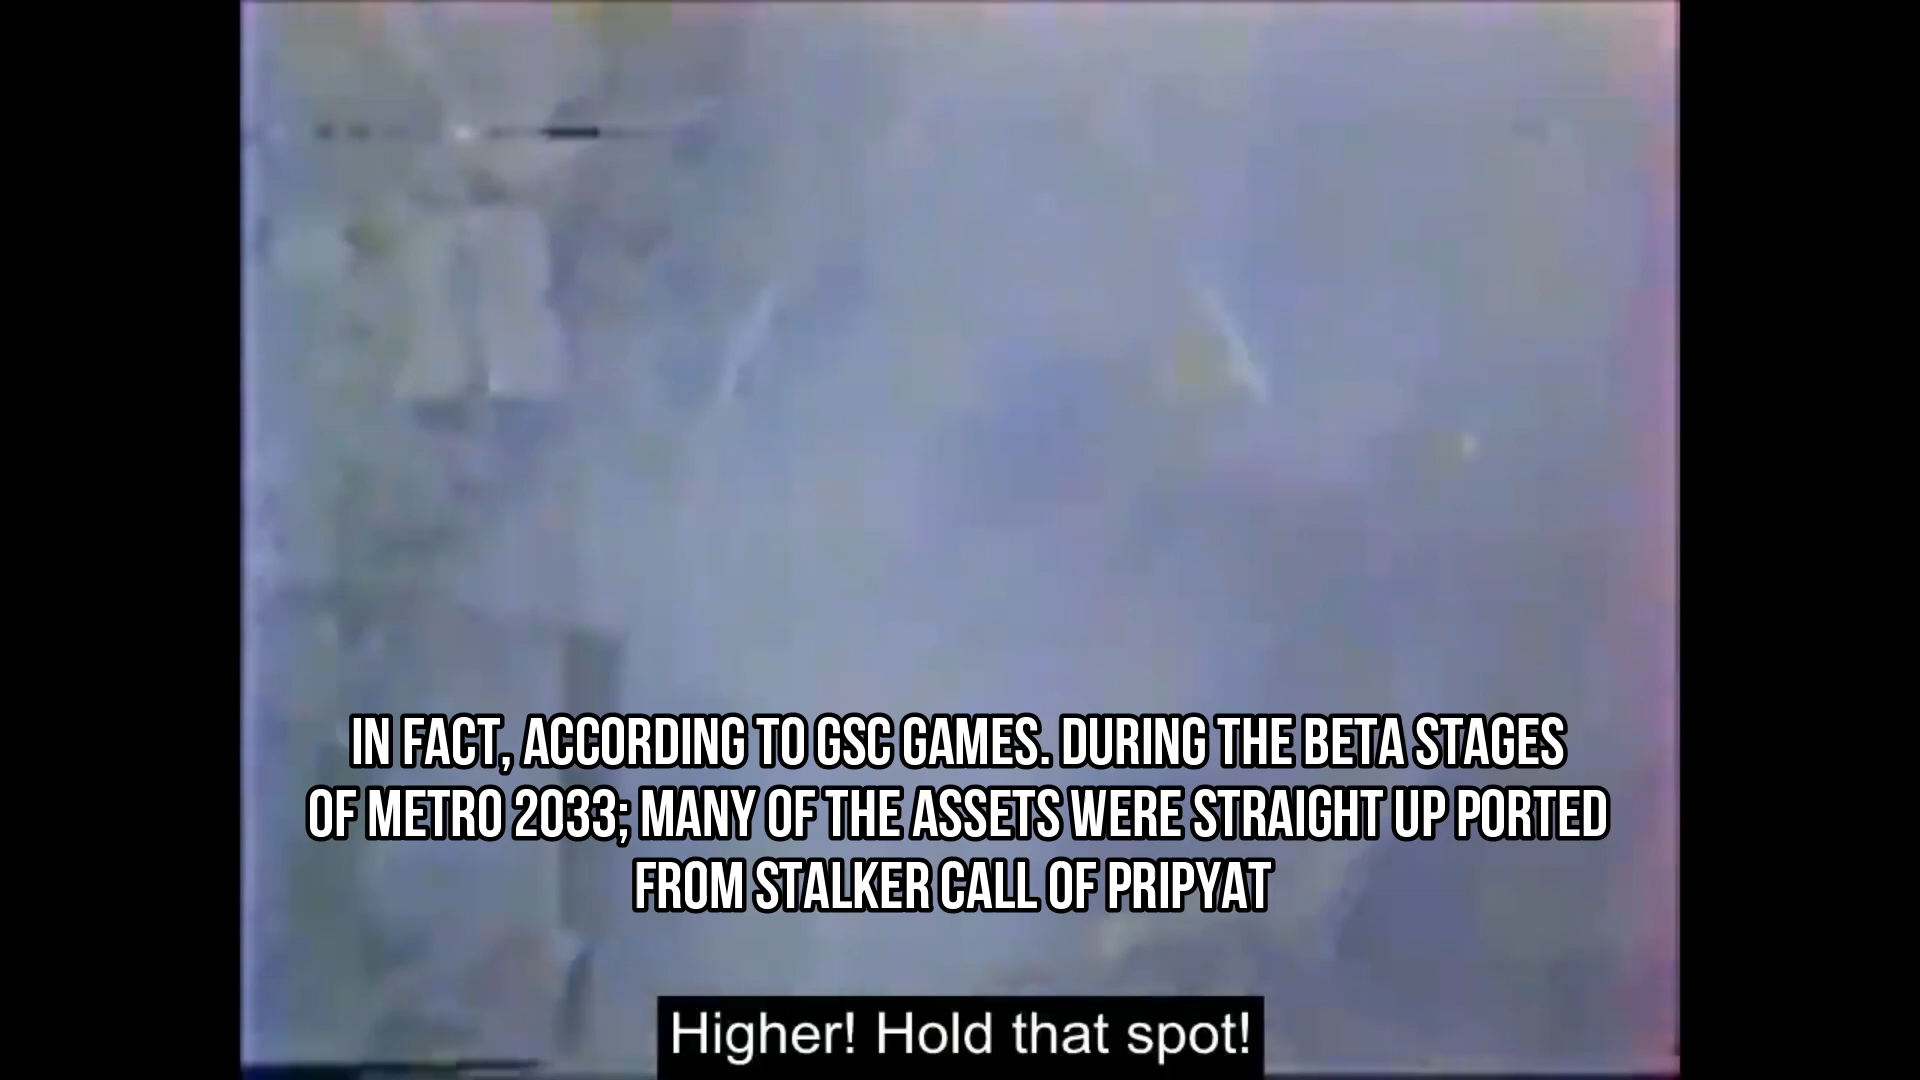 IN FACT, ACCORDING TO GSC GAMES. DURING THE BETA STAGES
OF METRO 2033; MANY OF THE ASSETS WERE STRAIGHT UP PORTED
FROM STALKER CALL OF PRIPYAT
Higher! Hold that spot!